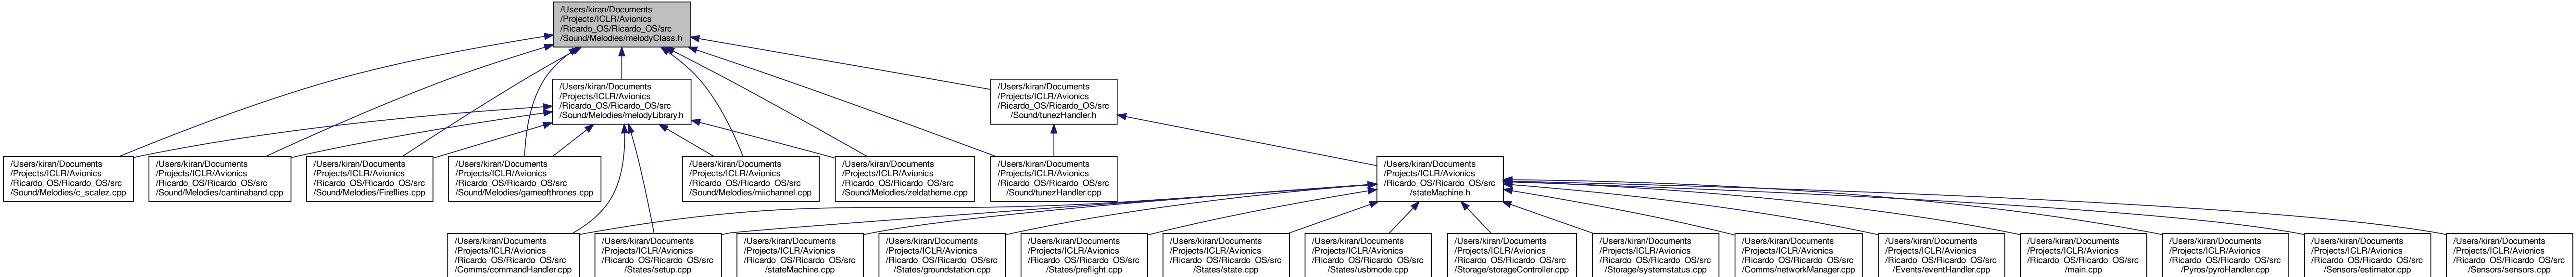 /Users/kiran/Documents
/Projects/ICLR/Avionics
/Ricardo_OS/Ricardo_OS/src
/Sound/Melodies/melodyClass.h
/Users/kiran/Documents
/Projects/ICLR/Avionics
/Ricardo_OS/Ricardo_OS/src
/Sound/Melodies/melodyLibrary.h
/Users/kiran/Documents
/Projects/ICLR/Avionics
/Ricardo_OS/Ricardo_OS/src
/Sound/tunezHandler.h
/Users/kiran/Documents
/Projects/ICLR/Avionics
/Ricardo_OS/Ricardo_OS/src
/Sound/Melodies/c_scalez.cpp
/Users/kiran/Documents
/Projects/ICLR/Avionics
/Ricardo_OS/Ricardo_OS/src
/Sound/Melodies/cantinaband.cpp
/Users/kiran/Documents
/Projects/ICLR/Avionics
/Ricardo_OS/Ricardo_OS/src
/Sound/Melodies/Fireflies.cpp
/Users/kiran/Documents
/Projects/ICLR/Avionics
/Ricardo_OS/Ricardo_OS/src
/Sound/Melodies/gameofthrones.cpp
/Users/kiran/Documents
/Projects/ICLR/Avionics
/Ricardo_OS/Ricardo_OS/src
/Sound/Melodies/miichannel.cpp
/Users/kiran/Documents
/Projects/ICLR/Avionics
/Ricardo_OS/Ricardo_OS/src
/Sound/Melodies/zeldatheme.cpp
/Users/kiran/Documents
/Projects/ICLR/Avionics
/Ricardo_OS/Ricardo_OS/src
/Sound/tunezHandler.cpp
/Users/kiran/Documents
/Projects/ICLR/Avionics
/Ricardo_OS/Ricardo_OS/src
/stateMachine.h
/Users/kiran/Documents
/Projects/ICLR/Avionics
/Ricardo_OS/Ricardo_OS/src
/Comms/commandHandler.cpp
/Users/kiran/Documents
/Projects/ICLR/Avionics
/Ricardo_OS/Ricardo_OS/src
/States/setup.cpp
/Users/kiran/Documents
/Projects/ICLR/Avionics
/Ricardo_OS/Ricardo_OS/src
/stateMachine.cpp
/Users/kiran/Documents
/Projects/ICLR/Avionics
/Ricardo_OS/Ricardo_OS/src
/States/groundstation.cpp
/Users/kiran/Documents
/Projects/ICLR/Avionics
/Ricardo_OS/Ricardo_OS/src
/States/preflight.cpp
/Users/kiran/Documents
/Projects/ICLR/Avionics
/Ricardo_OS/Ricardo_OS/src
/States/state.cpp
/Users/kiran/Documents
/Projects/ICLR/Avionics
/Ricardo_OS/Ricardo_OS/src
/States/usbmode.cpp
/Users/kiran/Documents
/Projects/ICLR/Avionics
/Ricardo_OS/Ricardo_OS/src
/Storage/storageController.cpp
/Users/kiran/Documents
/Projects/ICLR/Avionics
/Ricardo_OS/Ricardo_OS/src
/Storage/systemstatus.cpp
/Users/kiran/Documents
/Projects/ICLR/Avionics
/Ricardo_OS/Ricardo_OS/src
/Comms/networkManager.cpp
/Users/kiran/Documents
/Projects/ICLR/Avionics
/Ricardo_OS/Ricardo_OS/src
/Events/eventHandler.cpp
/Users/kiran/Documents
/Projects/ICLR/Avionics
/Ricardo_OS/Ricardo_OS/src
/main.cpp
/Users/kiran/Documents
/Projects/ICLR/Avionics
/Ricardo_OS/Ricardo_OS/src
/Pyros/pyroHandler.cpp
/Users/kiran/Documents
/Projects/ICLR/Avionics
/Ricardo_OS/Ricardo_OS/src
/Sensors/estimator.cpp
/Users/kiran/Documents
/Projects/ICLR/Avionics
/Ricardo_OS/Ricardo_OS/src
/Sensors/sensors.cpp